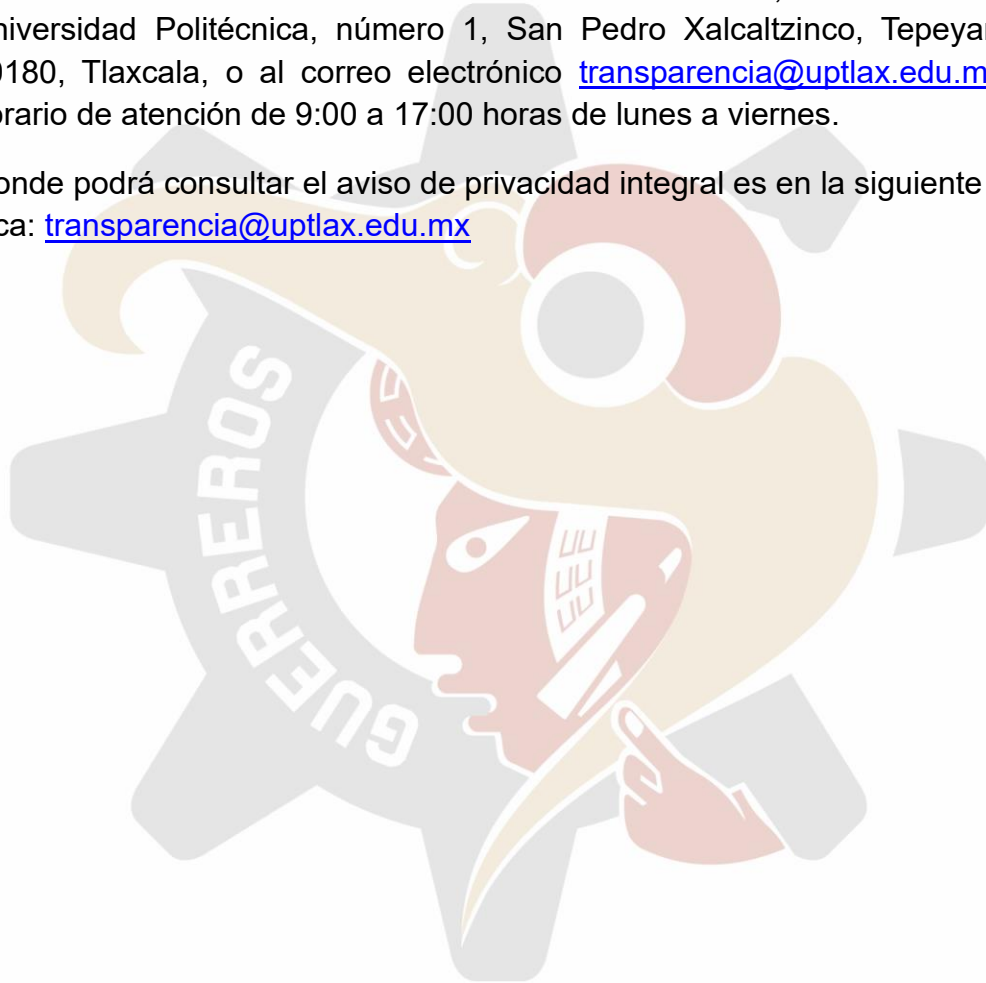 niversidad Politécnica, número 1, San Pedro Xalcaltzinco, Tepeyan
0180, Tlaxcala, o al correo electrónico transparencia@uptlax.edu.m
orario de atención de 9:00 a 17:00 horas de lunes a viernes.
onde podrá consultar el aviso de privacidad integral es en la siguiente
ca: transparencia@uptlax.edu.mx
GUERREROS